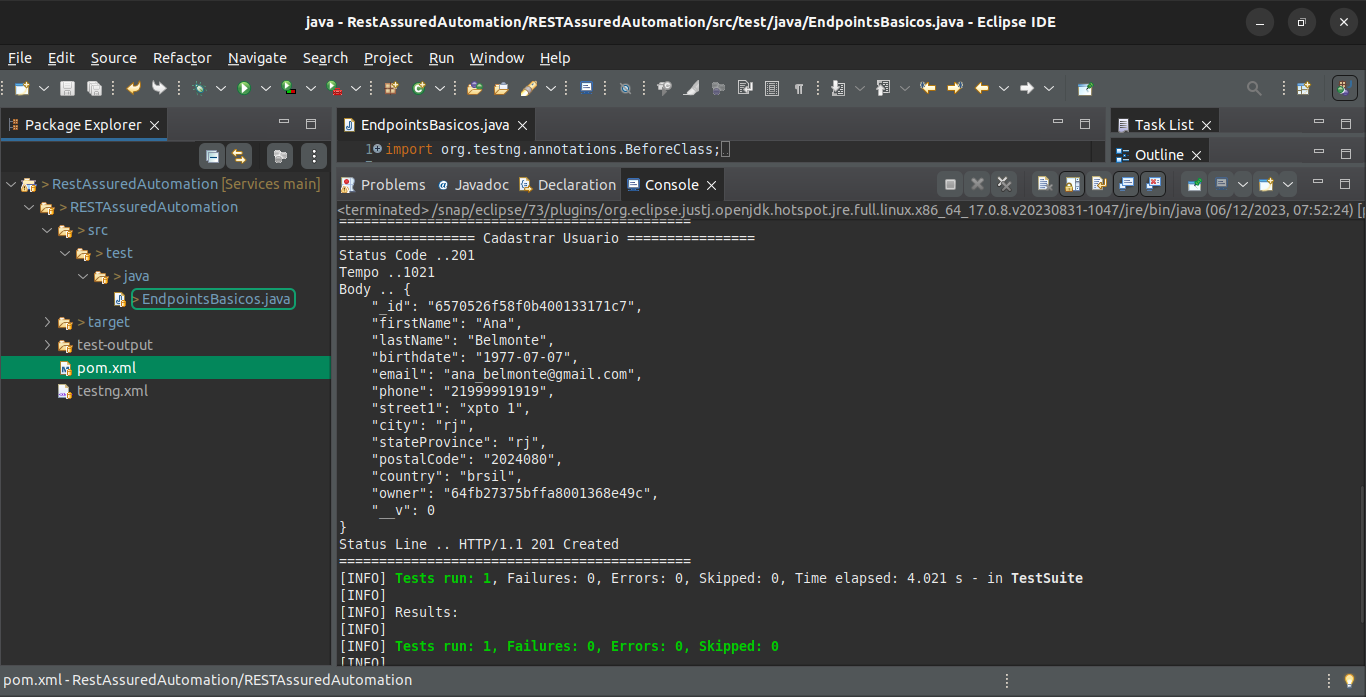 java - RestAssuredAutomation/RESTAssuredAutomation/src/test/java/EndpointsBasicos.java - Eclipse IDE
File Edit Source Refactor Navigate Search Project Run Window Help
Package Explorer
EndpointsBasicos.java
Task List
1 import org.testng.annotations.BeforeClass;
Outline
> RestAssuredAutomation [Services main]
> RESTAssuredAutomation
> src
> test
> java
> EndpointsBasicos.java
> target
test-output
pom.xml
testng.xml
Problems Javadoc Declaration Console
<terminated> /snap/eclipse/73/plugins/org.eclipse.justj.openjdk.hotspot.jre.full.linux.x86_64_17.0.8.v20230831-1047/jre/bin/java (06/12/2023, 07:52:24) [
============================================
================= Cadastrar Usuario ================
Status Code ..201
Tempo ..1021
Body .. {
    "_id": "6570526f58f0b400133171c7",
    "firstName": "Ana",
    "lastName": "Belmonte",
    "birthdate": "1977-07-07",
    "email": "ana_belmonte@gmail.com",
    "phone": "21999991919",
    "street1": "xpto 1",
    "city": "rj",
    "stateProvince": "rj",
    "postalCode": "2024080",
    "country": "brsil",
    "owner": "64fb27375bffa8001368e49c",
    "__v": 0
}
Status Line .. HTTP/1.1 201 Created
============================================
[INFO] Tests run: 1, Failures: 0, Errors: 0, Skipped: 0, Time elapsed: 4.021 s - in TestSuite
[INFO]
[INFO] Results:
[INFO]
[INFO] Tests run: 1, Failures: 0, Errors: 0, Skipped: 0
[INFO]
pom.xml - RestAssuredAutomation/RESTAssuredAutomation